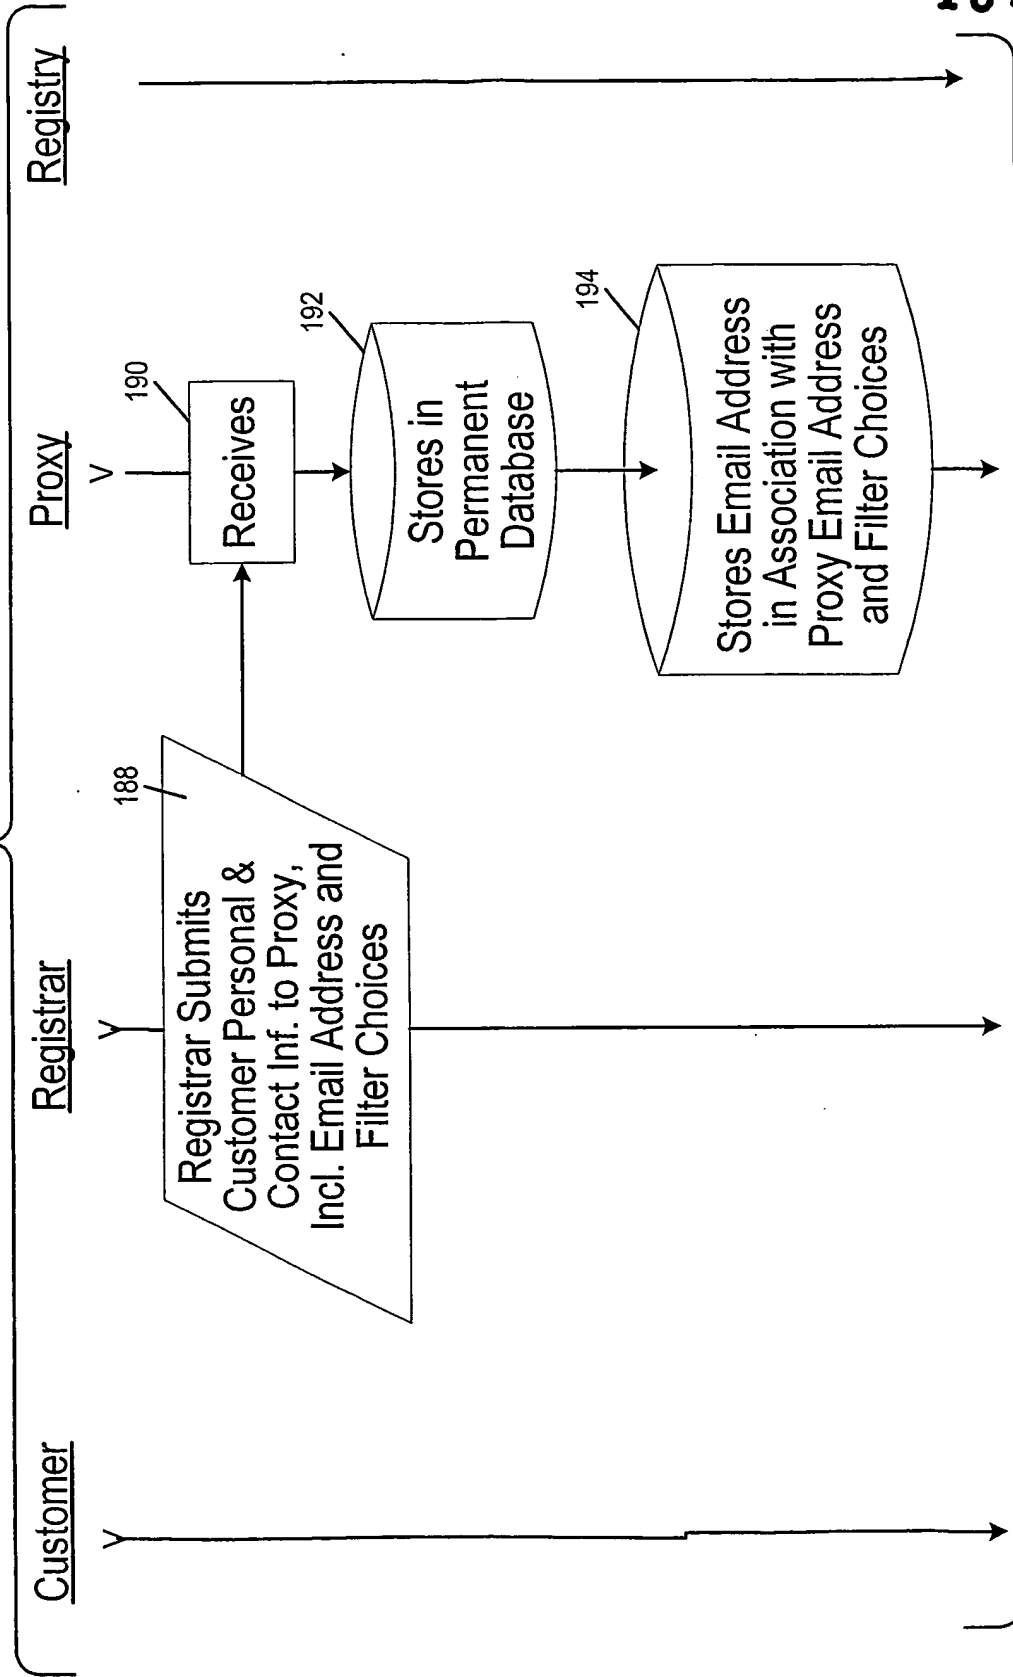 Customer
Registrar
Proxy
Registry
188
Registrar Submits
Customer Personal &
Contact Inf. to Proxy,
Incl. Email Address and
Filter Choices
190
Receives
192
Stores in
Permanent
Database
194
Stores Email Address
in Association with
Proxy Email Address
and Filter Choices